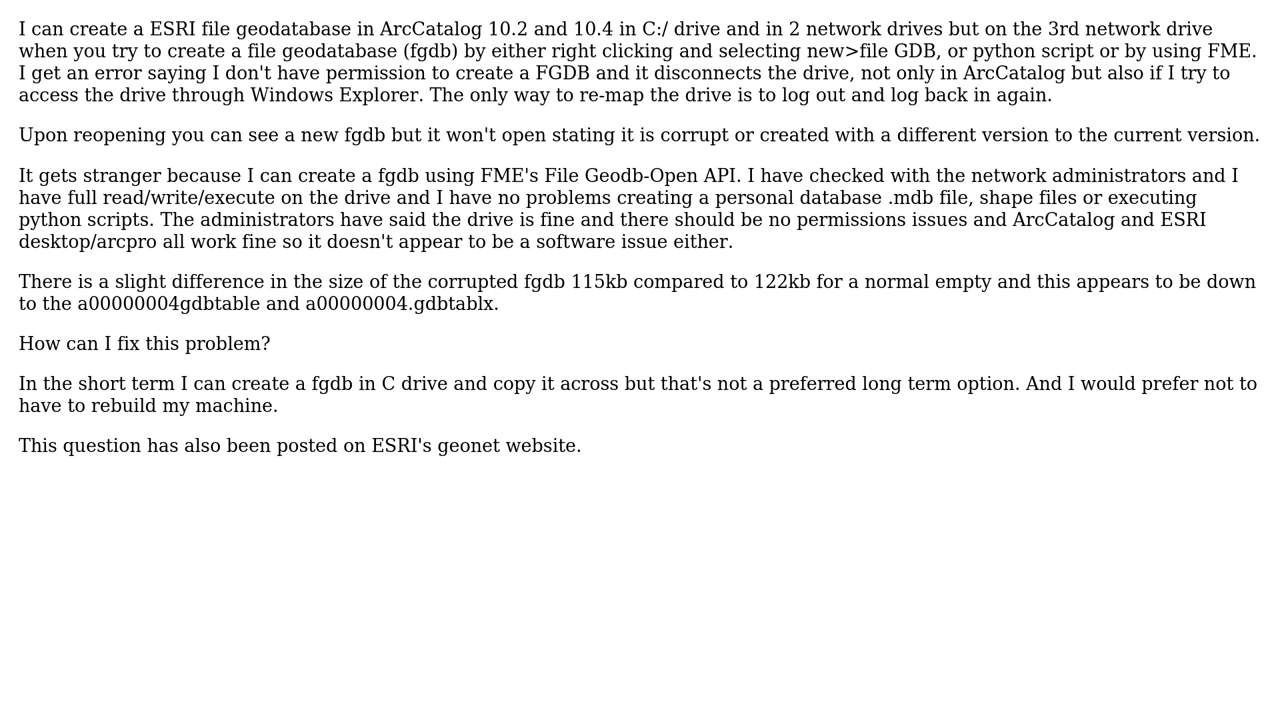 I can create a ESRI file geodatabase in ArcCatalog 10.2 and 10.4 in C:/ drive and in 2 network drives but on the 3rd network drive
when you try to create a file geodatabase (fgdb) by either right clicking and selecting new>file GDB, or python script or by using FME.
I get an error saying I don't have permission to create a FGDB and it disconnects the drive, not only in ArcCatalog but also if I try to
access the drive through Windows Explorer. The only way to re-map the drive is to log out and log back in again.
Upon reopening you can see a new fgdb but it won't open stating it is corrupt or created with a different version to the current version.
It gets stranger because I can create a fgdb using FME's File Geodb-Open API. I have checked with the network administrators and I
have full read/write/execute on the drive and I have no problems creating a personal database .mdb file, shape files or executing
python scripts. The administrators have said the drive is fine and there should be no permissions issues and ArcCatalog and ESRI
desktop/arcpro all work fine so it doesn't appear to be a software issue either.
There is a slight difference in the size of the corrupted fgdb 115kb compared to 122kb for a normal empty and this appears to be down
to the a00000004gdbtable and a00000004.gdbtablx.
How can I fix this problem?
In the short term I can create a fgdb in C drive and copy it across but that's not a preferred long term option. And I would prefer not to
have to rebuild my machine.
This question has also been posted on ESRI's geonet website.